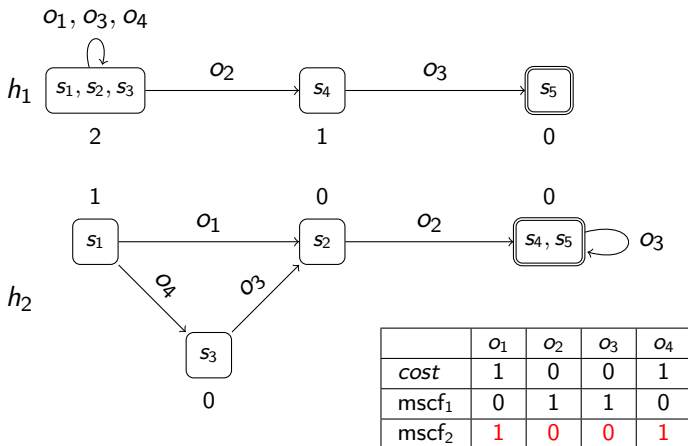 o₁, o₃, o₄
h₁ s₁, s₂, s₃ o₂ s₄ o₃ s₅
2 1 0
1 0 0
s₁ o₁ s₂ o₂ s₄, s₅ o₃
h₂ o₄ o₃
s₃
0
o₁ o₂ o₃ o₄
cost 1 0 0 1
mscf₁ 0 1 1 0
mscf₂ 1 0 0 1